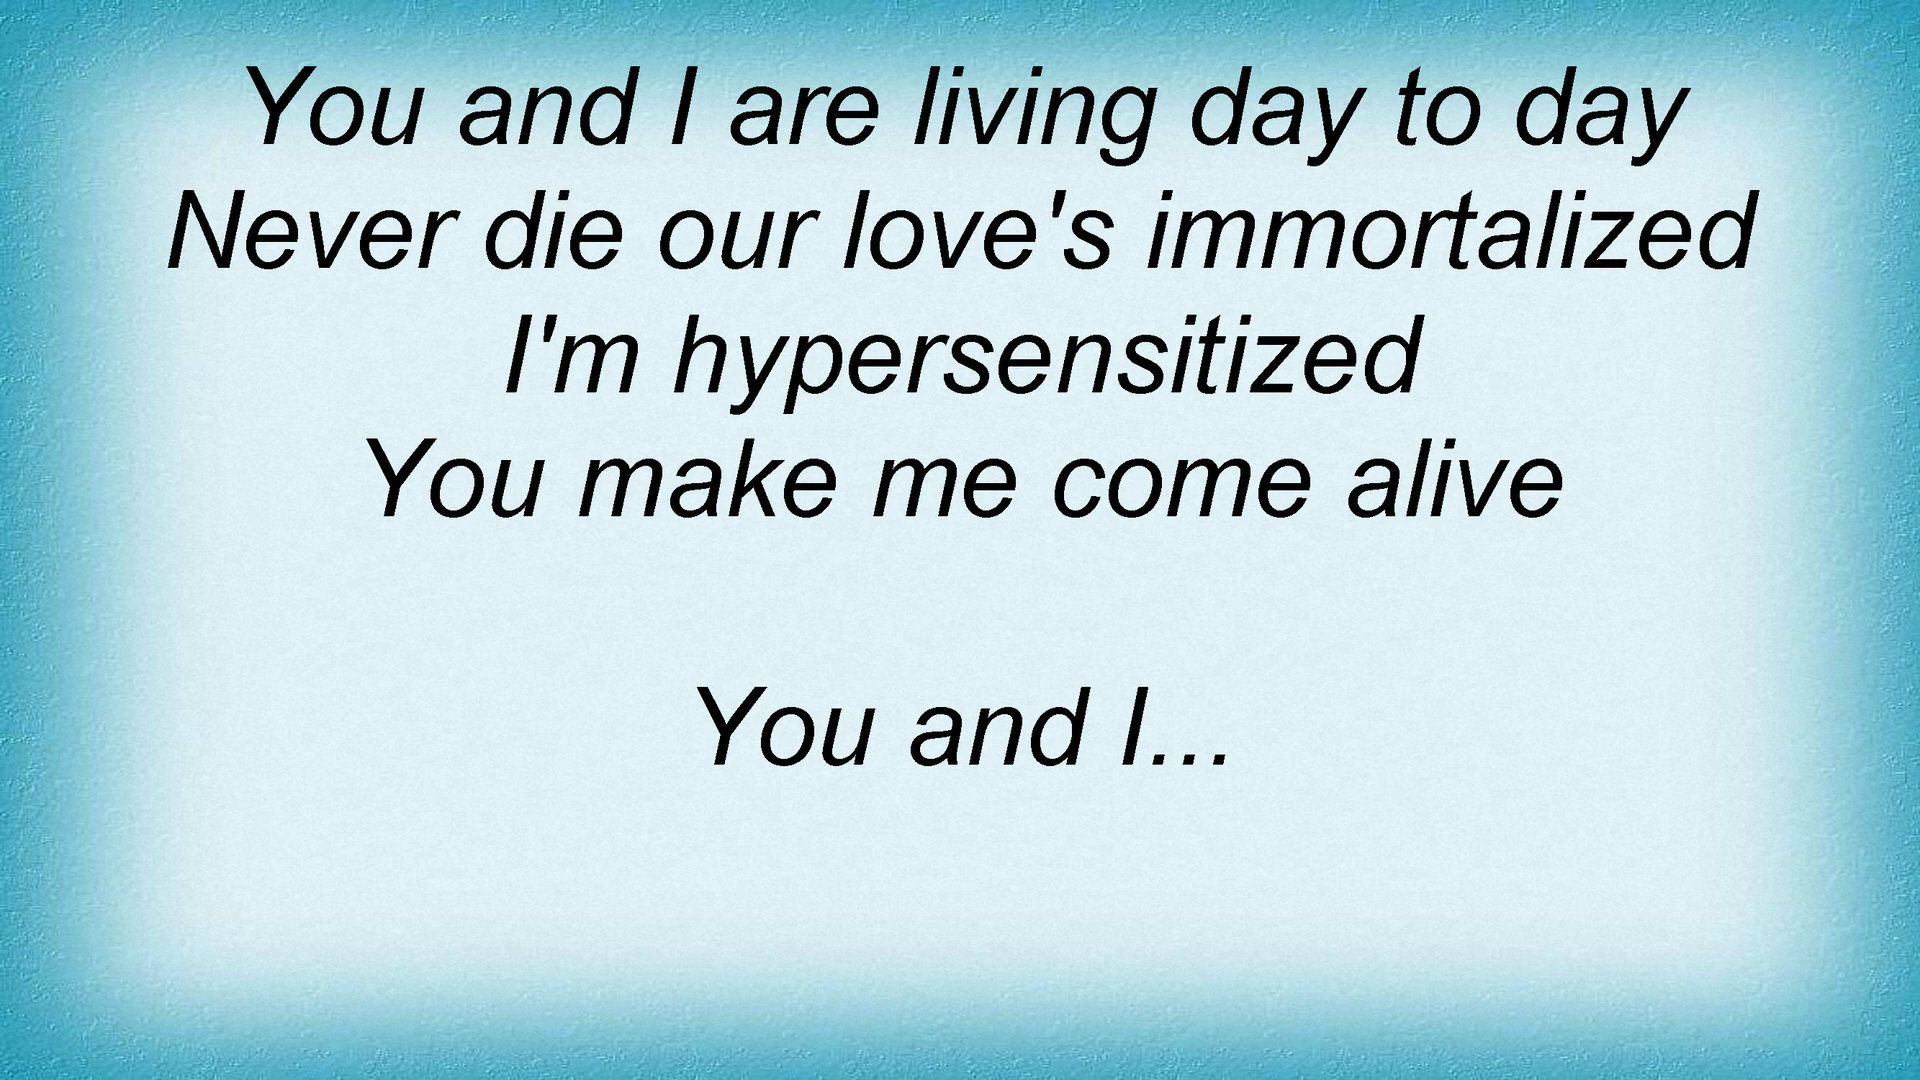 You and I are living day to day
Never die our love's immortalized
I'm hypersensitized
You make me come alive
You and I...